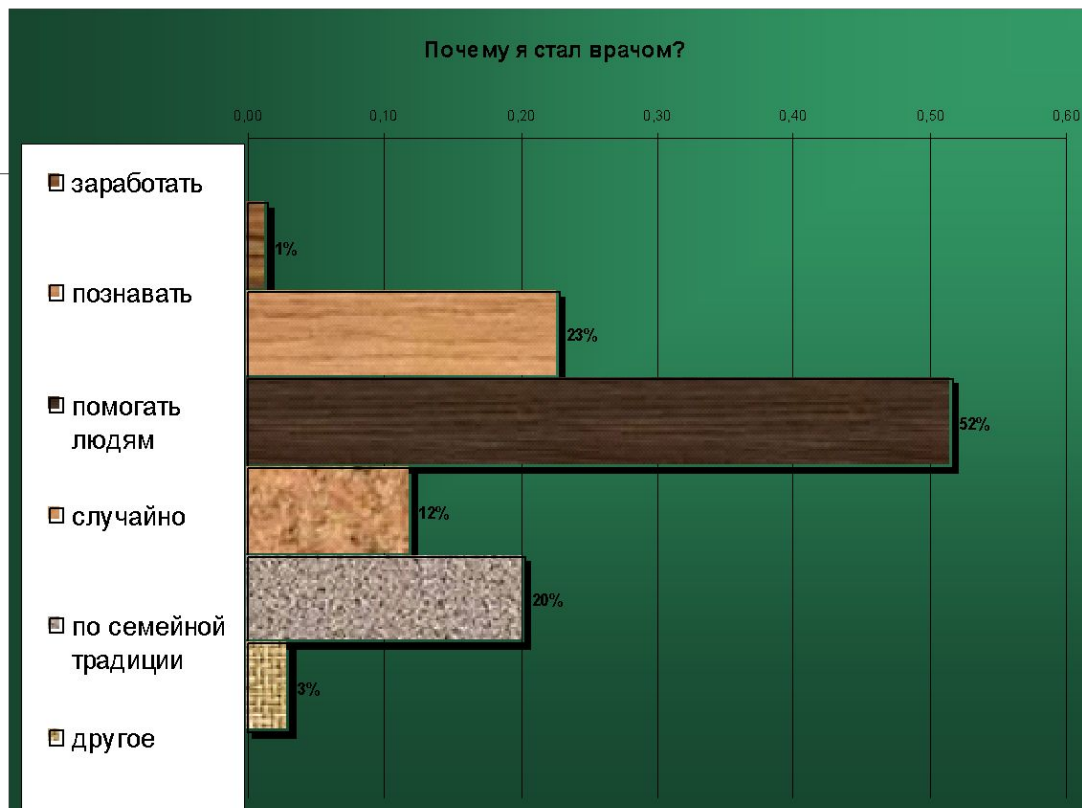 Почему я стал врачом?
0,00 0,10 0,20 0,30 0,40 0,50 0,60
заработать
1%
познавать
23%
помогать
людям
52%
случайно
12%
по семейной
традиции
20%
другое
3%